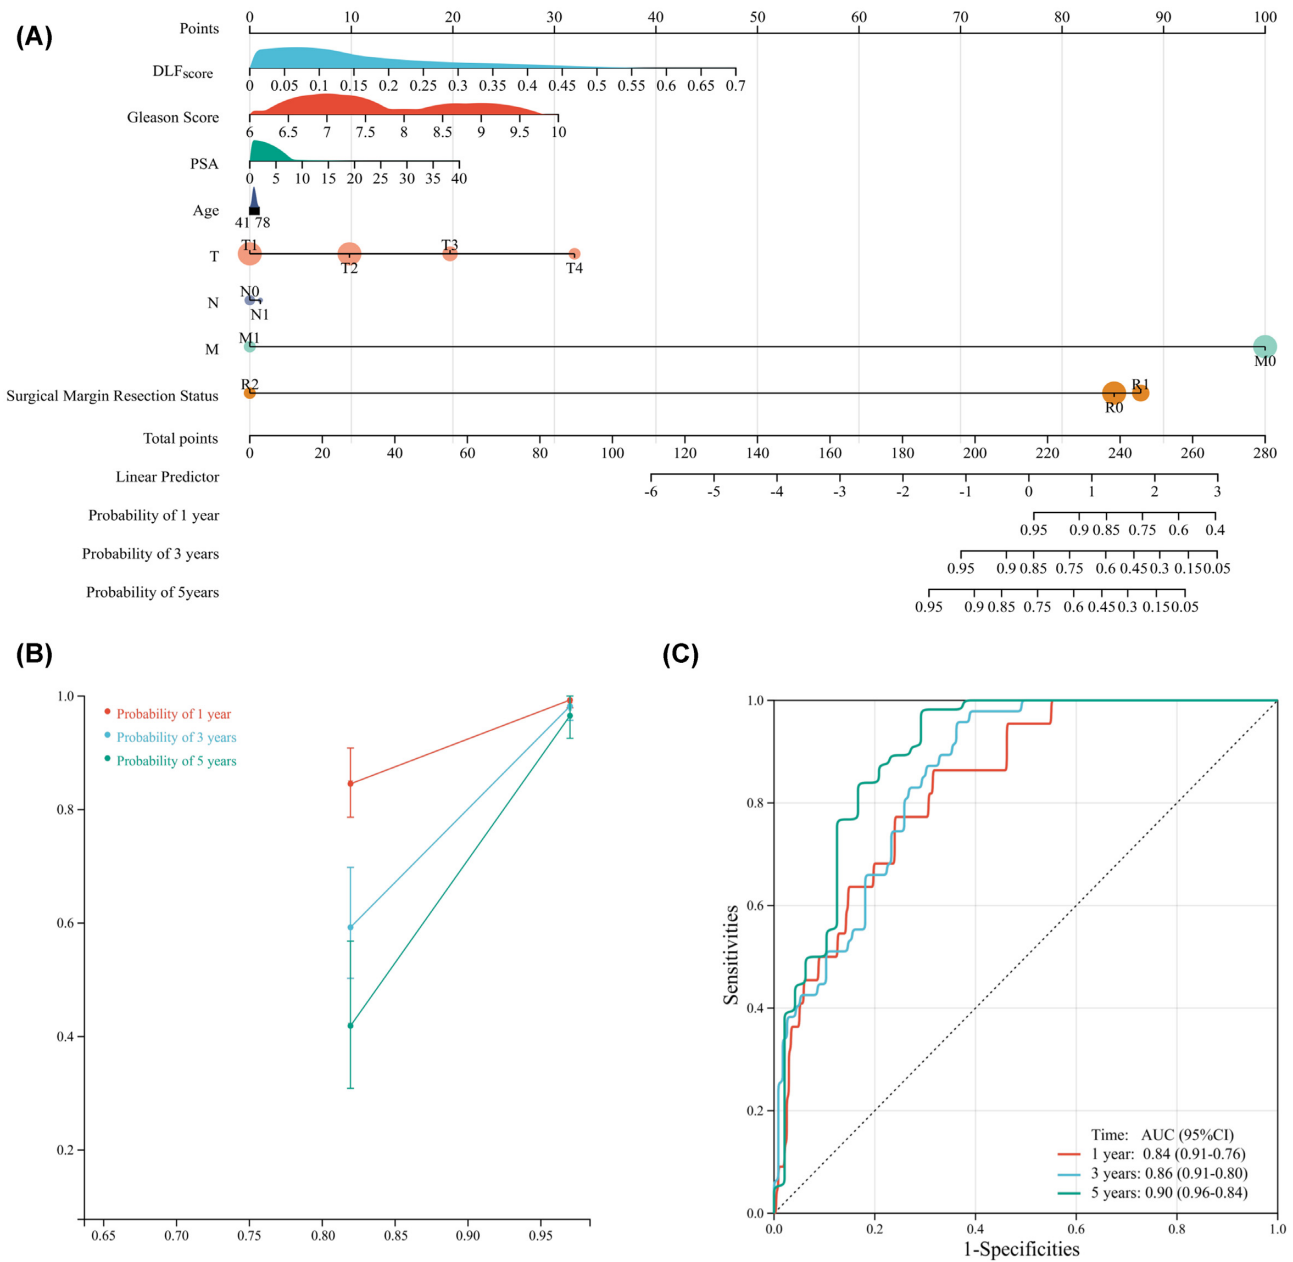 (A)
Points
0 10 20 30 40 50 60 70 80 90 100
DLFscore
0 0.05 0.1 0.15 0.2 0.25 0.3 0.35 0.4 0.45 0.5 0.55 0.6 0.65 0.7
Gleason Score
6 6.5 7 7.5 8 8.5 9 9.5 10
PSA
0 5 10 15 20 25 30 35 40
Age
41 78
T
T1 T3
T2 T4
N
N0
N1
M
M1
M0
Surgical Margin Resection Status
R2 R1
R0
Total points
0 20 40 60 80 100 120 140 160 180 200 220 240 260 280
Linear Predictor
-6 -5 -4 -3 -2 -1 0 1 2 3
Probability of 1 year
0.95 0.9 0.85 0.75 0.6 0.4
Probability of 3 years
0.95 0.9 0.85 0.75 0.6 0.45 0.3 0.15 0.05
Probability of 5years
0.95 0.9 0.85 0.75 0.6 0.45 0.3 0.15 0.05
(B)
1.0
0.8
0.6
0.4
0.2
Probability of 1 year
Probability of 3 years
Probability of 5 years
0.65 0.70 0.75 0.80 0.85 0.90 0.95
(C)
Sensitivities
1.0
0.8
0.6
0.4
0.2
0.0
Time: AUC (95%CI)
1 year: 0.84 (0.91-0.76)
3 years: 0.86 (0.91-0.80)
5 years: 0.90 (0.96-0.84)
0.0 0.2 0.4 0.6 0.8 1.0
1-Specificities